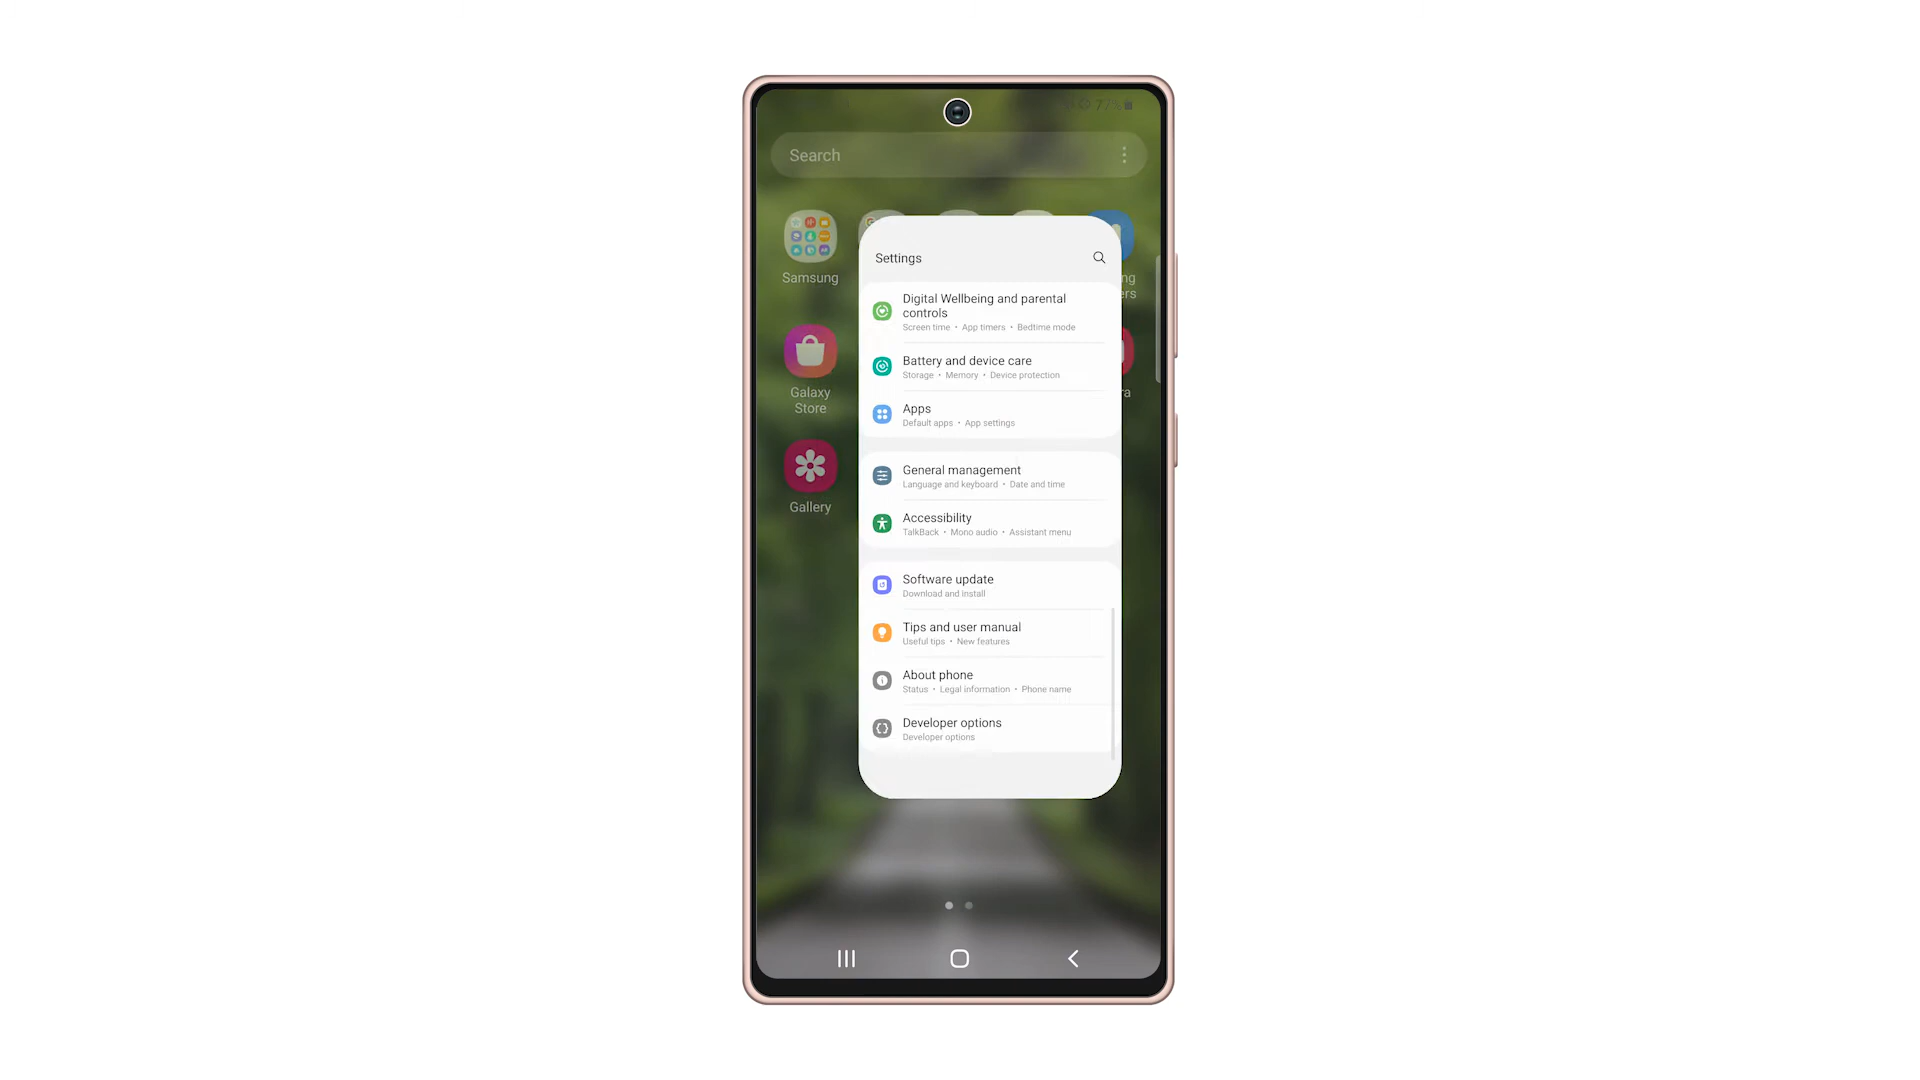 77%
Search
Samsung
Settings
Digital Wellbeing and parental
controls
Screen time • App timers • Bedtime mode
Battery and device care
Storage • Memory • Device protection
Galaxy
Store
Apps
Default apps • App settings
General management
Language and keyboard • Date and time
Gallery
Accessibility
TalkBack • Mono audio • Assistant menu
Software update
Download and install
Tips and user manual
Useful tips • New features
About phone
Status • Legal information • Phone name
Developer options
Developer options